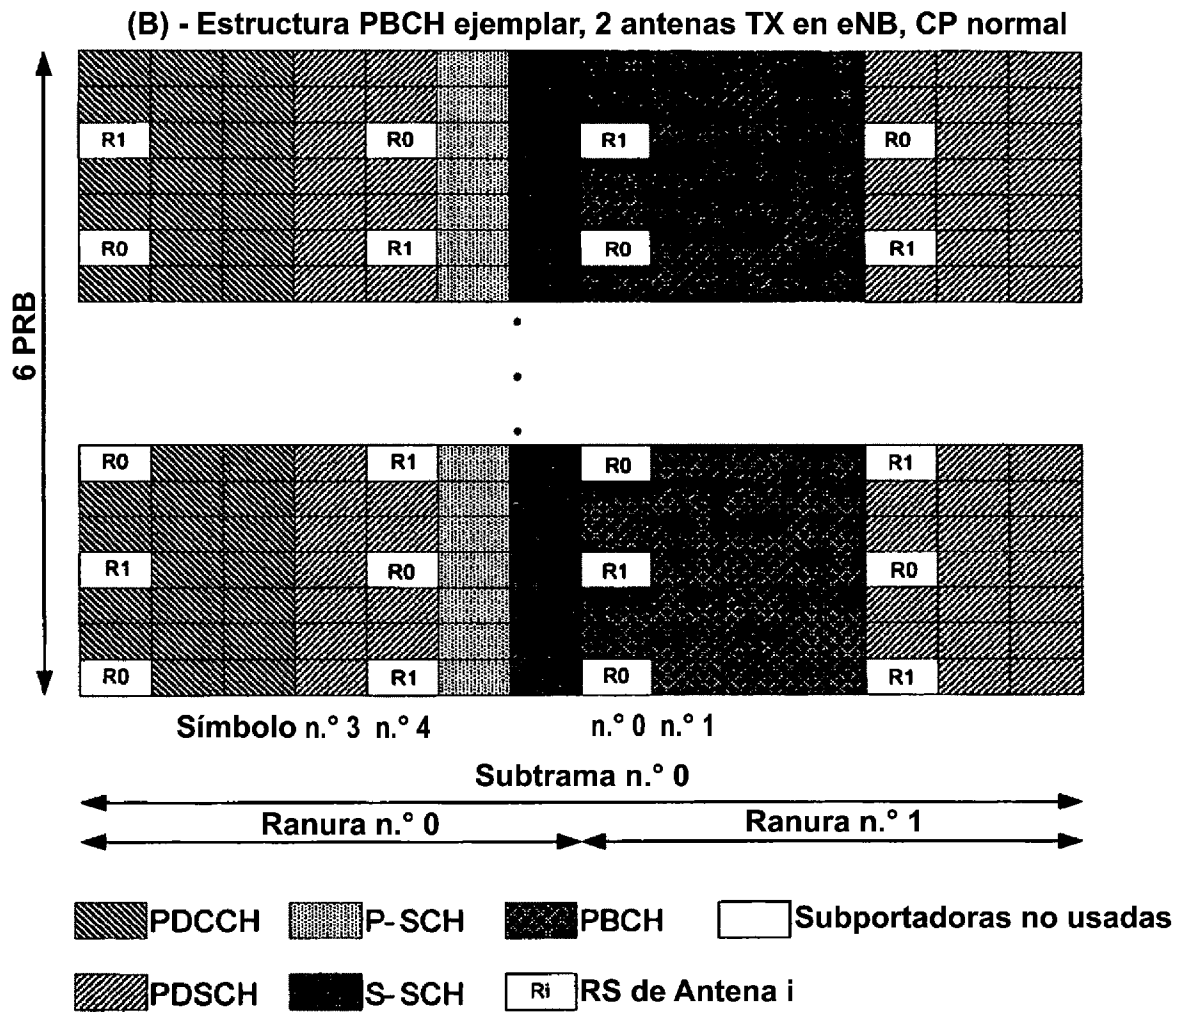 (B) - Estructura PBCH ejemplar, 2 antenas TX en eNB, CP normal
R1 R0 R1 R0
R0 R1 R0 R1
6 PRB
R0 R1 R0 R1
R1 R0 R1 R0
R0 R1 R0 R1
Símbolo n.° 3 n.° 4 n.° 0 n.° 1
Subtrama n.° 0
Ranura n.° 0 Ranura n.° 1
PDCCH P-SCH PBCH Subportadoras no usadas
PDSCH S-SCH Ri RS de Antena i